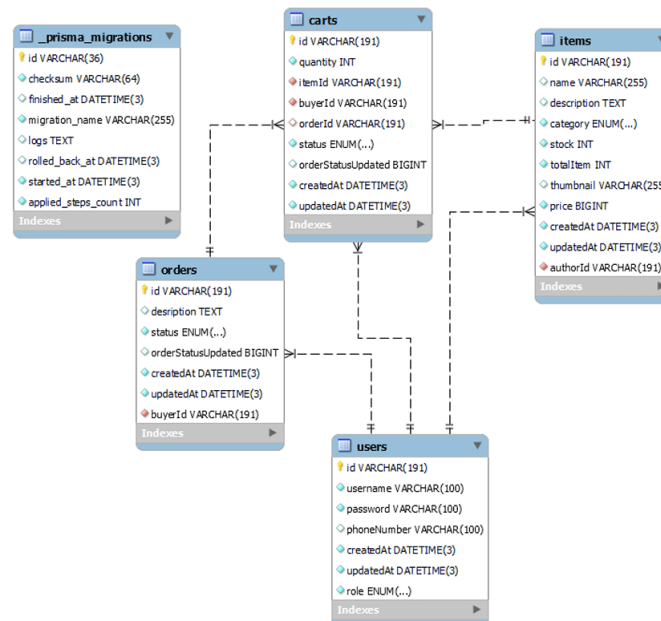 _prisma_migrations
id VARCHAR(36)
checksum VARCHAR(64)
finished_at DATETIME(3)
migration_name VARCHAR(255)
logs TEXT
rolled_back_at DATETIME(3)
started_at DATETIME(3)
applied_steps_count INT
Indexes
carts
id VARCHAR(191)
quantity INT
itemId VARCHAR(191)
buyerId VARCHAR(191)
orderId VARCHAR(191)
status ENUM(...)
orderStatusUpdated BIGINT
createdAt DATETIME(3)
updatedAt DATETIME(3)
Indexes
items
id VARCHAR(191)
name VARCHAR(255)
description TEXT
category ENUM(...)
stock INT
totalItem INT
thumbnail VARCHAR(255
price BIGINT
createdAt DATETIME(3)
updatedAt DATETIME(3)
authorId VARCHAR(191)
Indexes
orders
id VARCHAR(191)
desription TEXT
status ENUM(...)
orderStatusUpdated BIGINT
createdAt DATETIME(3)
updatedAt DATETIME(3)
buyerId VARCHAR(191)
Indexes
users
id VARCHAR(191)
username VARCHAR(100)
password VARCHAR(100)
phoneNumber VARCHAR(100)
createdAt DATETIME(3)
updatedAt DATETIME(3)
role ENUM(...)
Indexes